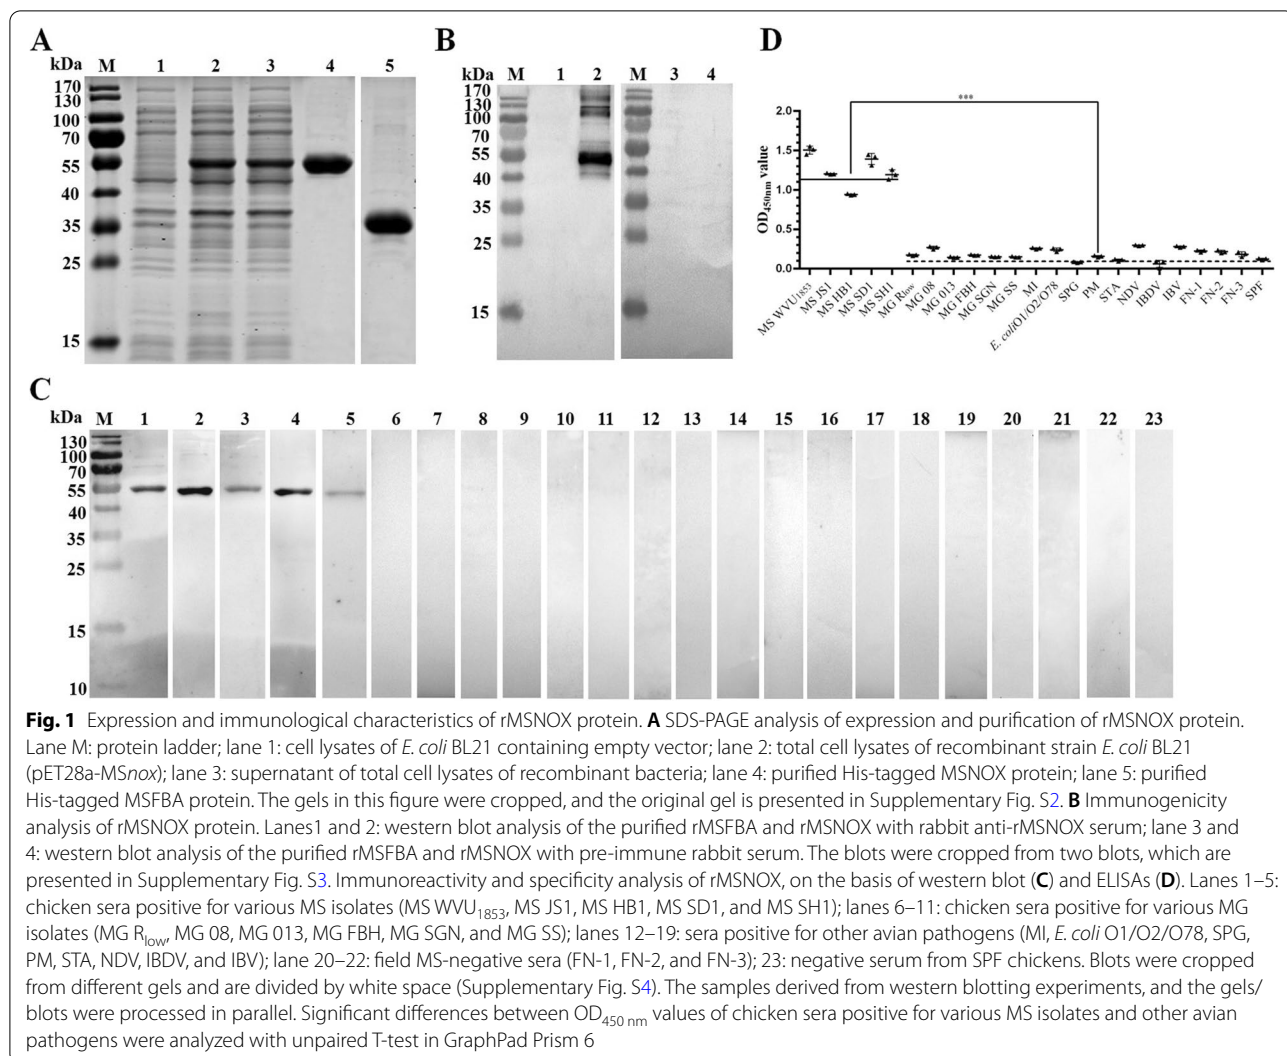 A
kDa M 1 2 3 4 5
170
130
100
70
55
40
35
25
15
B
kDa M 1 2 M 3 4
170
130
100
70
55
40
35
25
15
D
***
OD450nm value
2.0
1.5
1.0
0.5
0.0
MS WVU1853
MS JS1
MS HB1
MS SD1
MS SH1
MG Rlow
MG 08
MG 013
MG FBH
MG SGN
MG SS
MI
E. coliO1/O2/O78
SPG
PM
STA
NDV
IBDV
IBV
FN-1
FN-2
FN-3
SPF
C
kDa M 1 2 3 4 5 6 7 8 9 10 11 12 13 14 15 16 17 18 19 20 21 22 23
130
100
70
55
40
35
25
15
10
Fig. 1 Expression and immunological characteristics of rMSNOX protein. A SDS-PAGE analysis of expression and purification of rMSNOX protein.
Lane M: protein ladder; lane 1: cell lysates of E. coli BL21 containing empty vector; lane 2: total cell lysates of recombinant strain E. coli BL21
(pET28a-MSnox); lane 3: supernatant of total cell lysates of recombinant bacteria; lane 4: purified His-tagged MSNOX protein; lane 5: purified
His-tagged MSFBA protein. The gels in this figure were cropped, and the original gel is presented in Supplementary Fig. S2. B Immunogenicity
analysis of rMSNOX protein. Lanes1 and 2: western blot analysis of the purified rMSFBA and rMSNOX with rabbit anti-rMSNOX serum; lane 3 and
4: western blot analysis of the purified rMSFBA and rMSNOX with pre-immune rabbit serum. The blots were cropped from two blots, which are
presented in Supplementary Fig. S3. Immunoreactivity and specificity analysis of rMSNOX, on the basis of western blot (C) and ELISAs (D). Lanes 1–5:
chicken sera positive for various MS isolates (MS WVU1853, MS JS1, MS HB1, MS SD1, and MS SH1); lanes 6–11: chicken sera positive for various MG
isolates (MG Rlow, MG 08, MG 013, MG FBH, MG SGN, and MG SS); lanes 12–19: sera positive for other avian pathogens (MI, E. coli O1/O2/O78, SPG,
PM, STA, NDV, IBDV, and IBV); lane 20–22: field MS-negative sera (FN-1, FN-2, and FN-3); 23: negative serum from SPF chickens. Blots were cropped
from different gels and are divided by white space (Supplementary Fig. S4). The samples derived from western blotting experiments, and the gels/
blots were processed in parallel. Significant differences between OD450 nm values of chicken sera positive for various MS isolates and other avian
pathogens were analyzed with unpaired T-test in GraphPad Prism 6